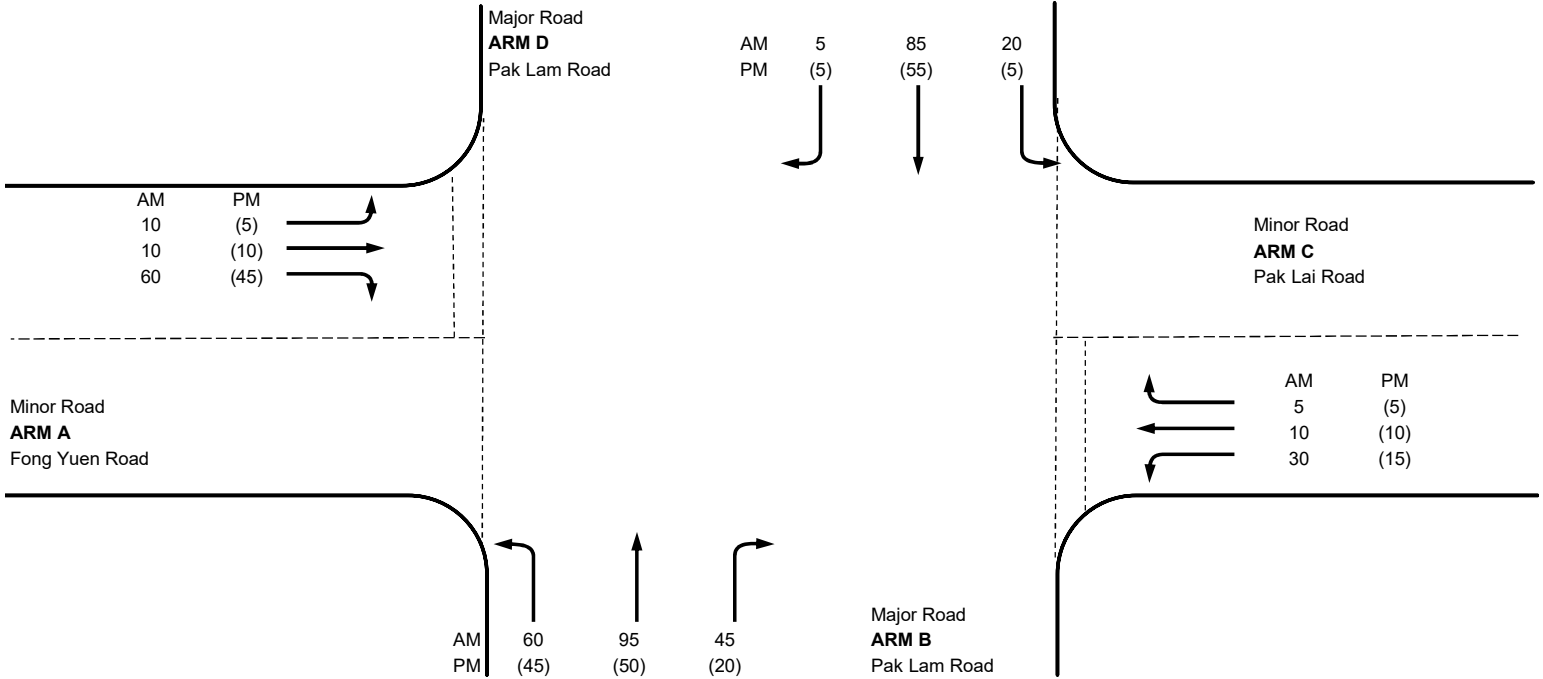 Major Road
ARM D
Pak Lam Road
AM 5 85 20
PM (5) (55) (5)
AM PM
10 (5)
10 (10)
60 (45)
Minor Road
ARM C
Pak Lai Road
Minor Road
ARM A
Fong Yuen Road
AM PM
5 (5)
10 (10)
30 (15)
AM 60 95 45
PM (45) (50) (20)
Major Road
ARM B
Pak Lam Road